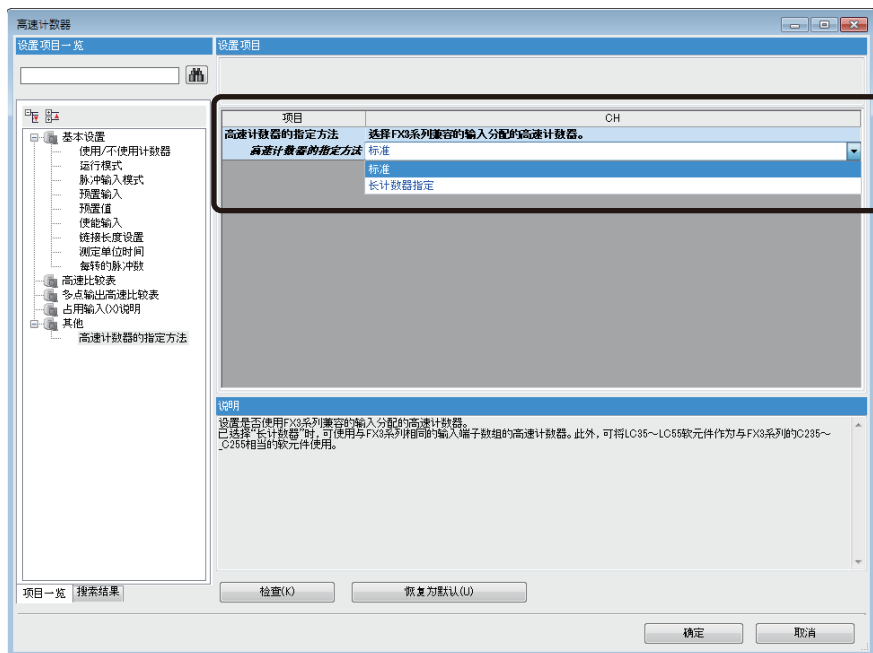 高速计数器
设置项目一览
设置项目
项目
CH
高速计数器的指定方法
选择FX3系列兼容的输入分配的高速计数器。
高速计数器的指定方法
标准
标准
长计数器指定
基本设置
使用/不使用计数器
运行模式
脉冲输入模式
预置输入
预置值
使能输入
链接长度设置
测定单位时间
每转的脉冲数
高速比较表
多点输出高速比较表
占用输入(X)说明
其他
高速计数器的指定方法
说明
设置是否使用FX3系列兼容的输入分配的高速计数器。
已选择"长计数器"时，可使用与FX3系列相同的输入端子数组的高速计数器。此外，可将LC35～LC55软元件作为与FX3系列的C235～
_C255相当的软元件使用。
项目一览
搜索结果
检查(K)
恢复为默认(U)
确定
取消